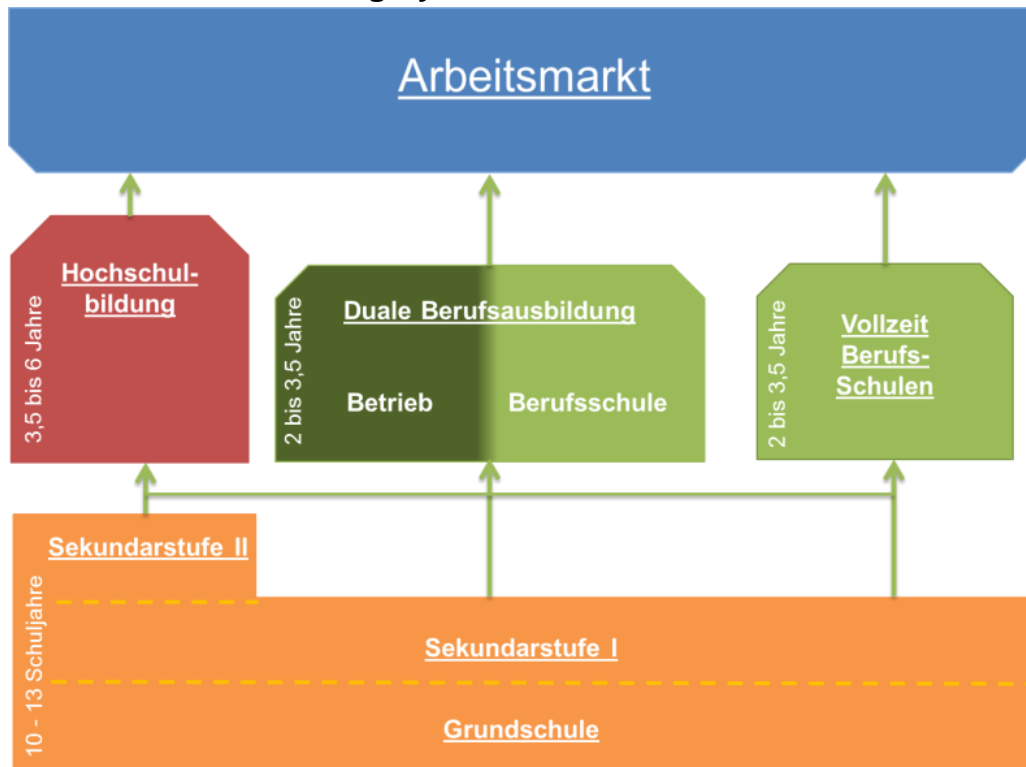 Arbeitsmarkt
3,5 bis 6 Jahre
Hochschul-
bildung
2 bis 3,5 Jahre
Duale Berufsausbildung
Betrieb
Berufsschule
2 bis 3,5 Jahre
Vollzeit
Berufs-
Schulen
10 - 13 Schuljahre
Sekundarstufe II
Sekundarstufe I
Grundschule